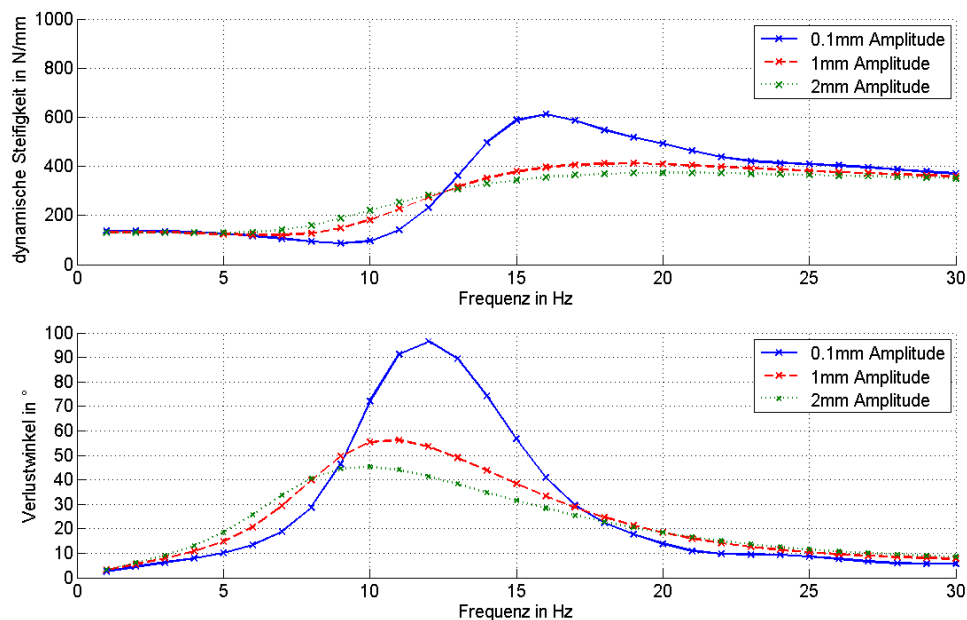 1000
800
600
400
200
0
dynamische Steifigkeit in N/mm
0.1mm Amplitude
1mm Amplitude
2mm Amplitude
0 5 10 15 20 25 30
Frequenz in Hz
100
90
80
70
60
50
40
30
20
10
0
Verlustwinkel in °
0.1mm Amplitude
1mm Amplitude
2mm Amplitude
0 5 10 15 20 25 30
Frequenz in Hz